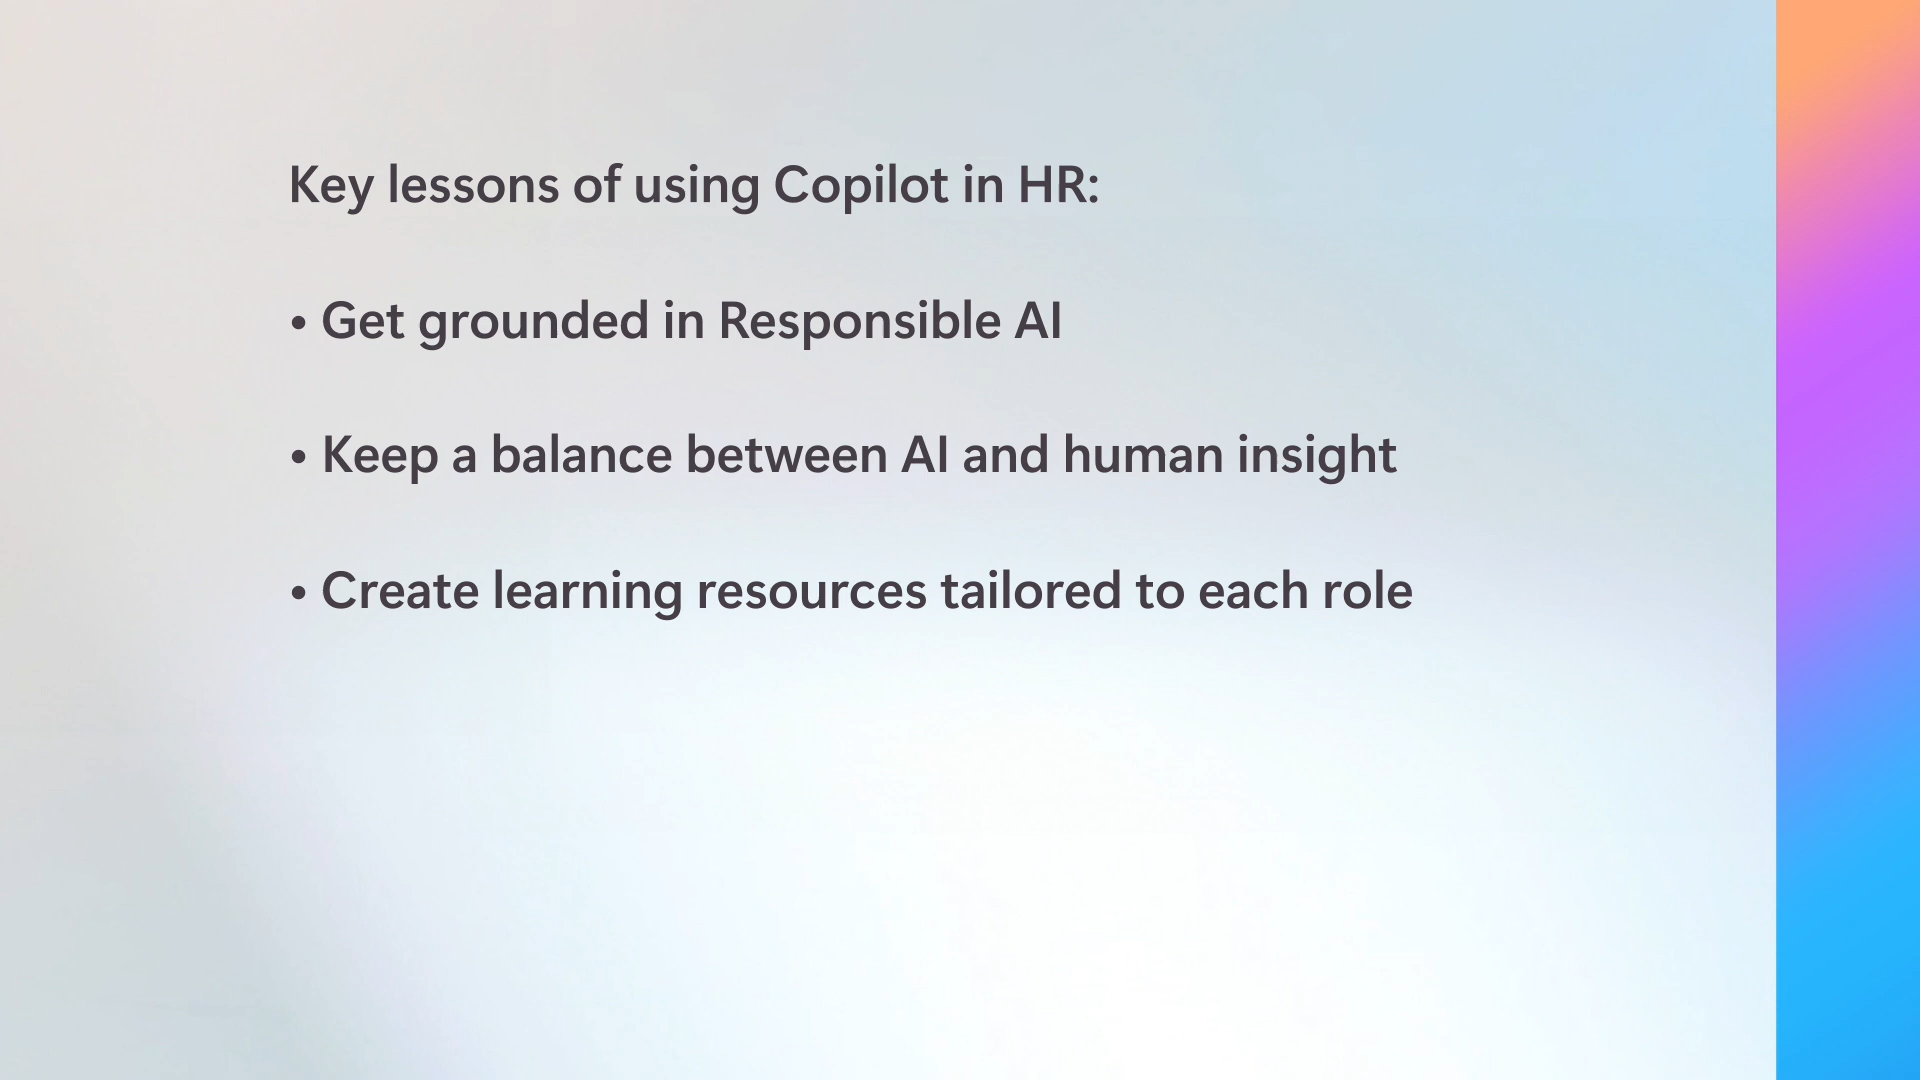 Key lessons of using Copilot in HR:
• Get grounded in Responsible AI
• Keep a balance between AI and human insight
• Create learning resources tailored to each role